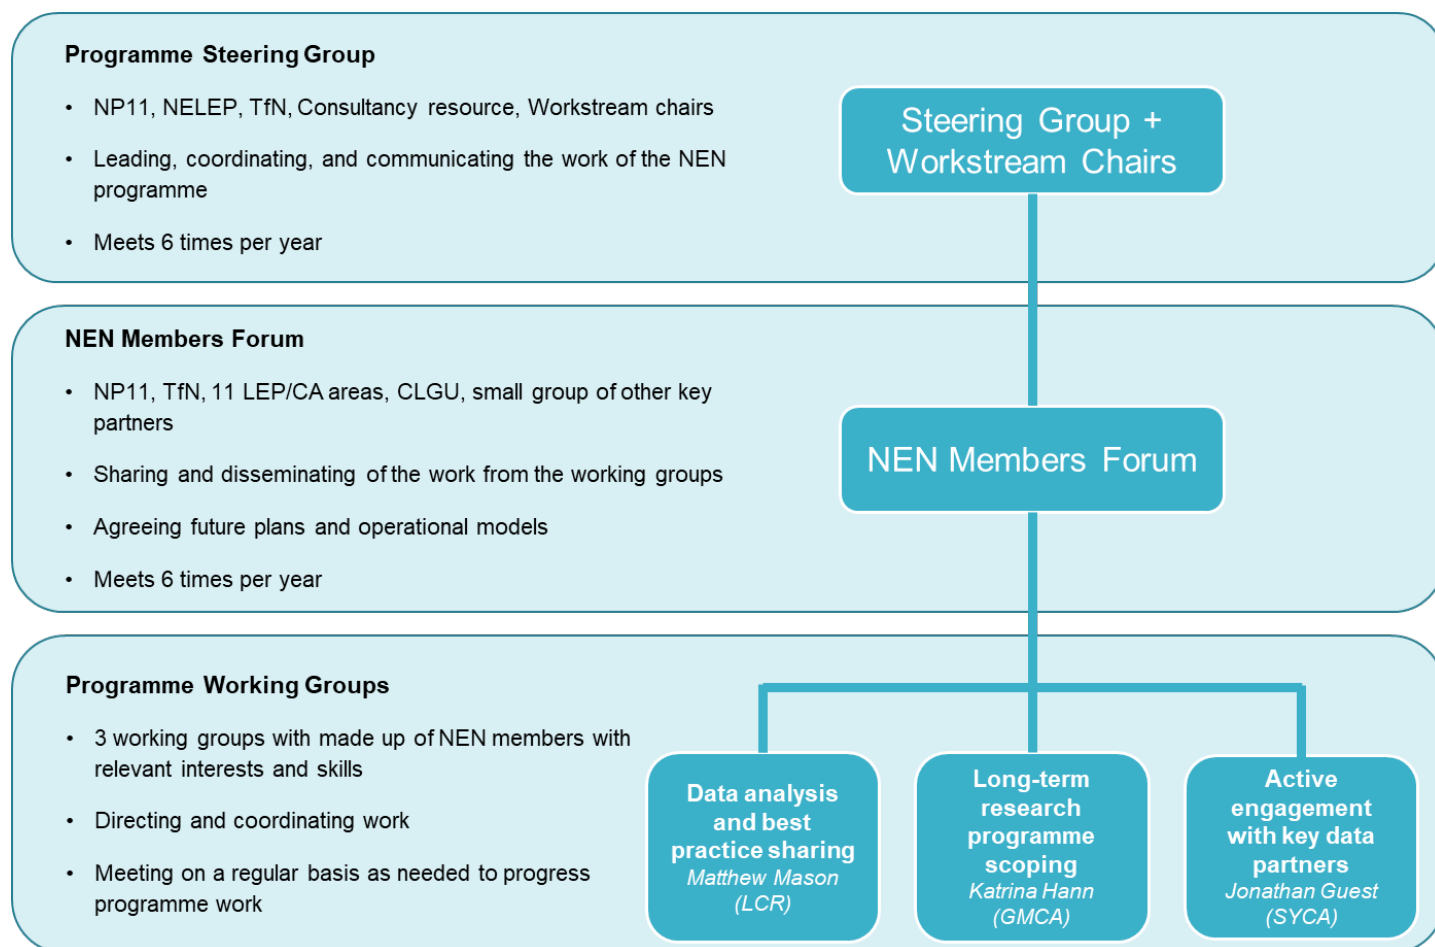 Programme Steering Group
• NP11, NELEP, TfN, Consultancy resource, Workstream chairs
• Leading, coordinating, and communicating the work of the NEN
programme
• Meets 6 times per year
Steering Group +
Workstream Chairs
NEN Members Forum
• NP11, TfN, 11 LEP/CA areas, CLGU, small group of other key
partners
• Sharing and disseminating of the work from the working groups
• Agreeing future plans and operational models
• Meets 6 times per year
NEN Members Forum
Programme Working Groups
• 3 working groups with made up of NEN members with
relevant interests and skills
• Directing and coordinating work
• Meeting on a regular basis as needed to progress
programme work
Data analysis
and best
practice sharing
Matthew Mason
(LCR)
Long-term
research
programme
scoping
Katrina Hann
(GMCA)
Active
engagement
with key data
partners
Jonathan Guest
(SYCA)